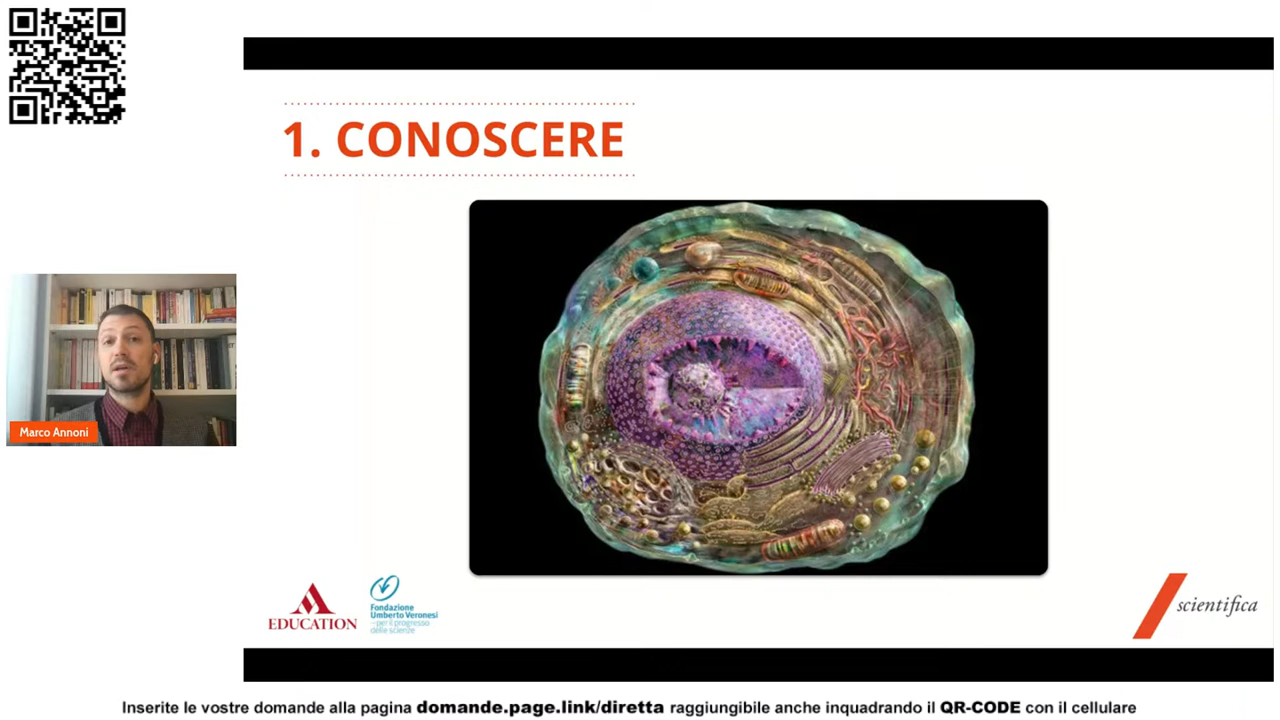 1. CONOSCERE
Marco Annoni
EDUCATION
Fondazione
Umberto Veronesi
–per il progresso
delle scienze
scientifica
Inserite le vostre domande alla pagina domande.page.link/diretta raggiungibile anche inquadrando il QR-CODE con il cellulare